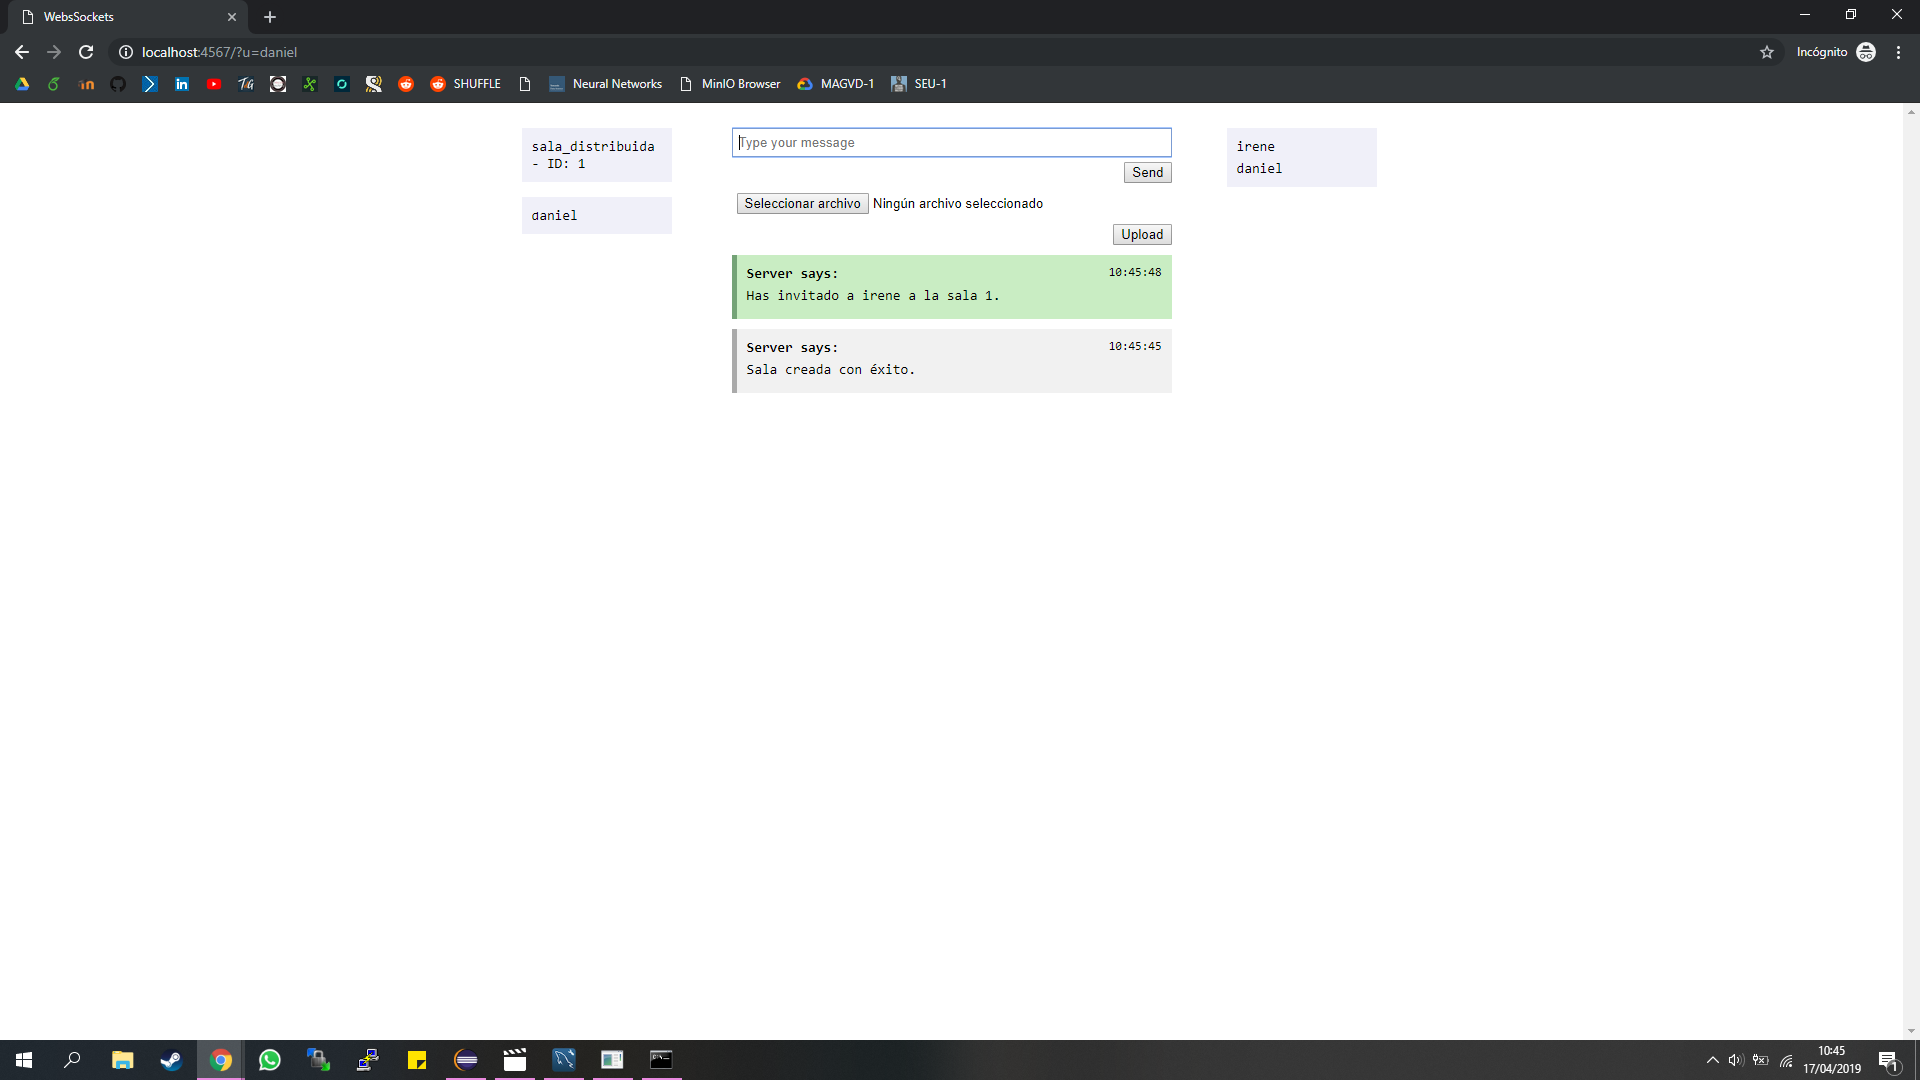 WebsSockets
localhost:4567/?u=daniel
Incógnito
SHUFFLE
Neural Networks
MinIO Browser
MAGVD-1
SEU-1
sala_distribuida
- ID: 1
daniel
Type your message
Send
Seleccionar archivo Ningún archivo seleccionado
Upload
Server says: 10:45:48
Has invitado a irene a la sala 1.
Server says: 10:45:45
Sala creada con éxito.
irene
daniel
10:45
17/04/2019
1